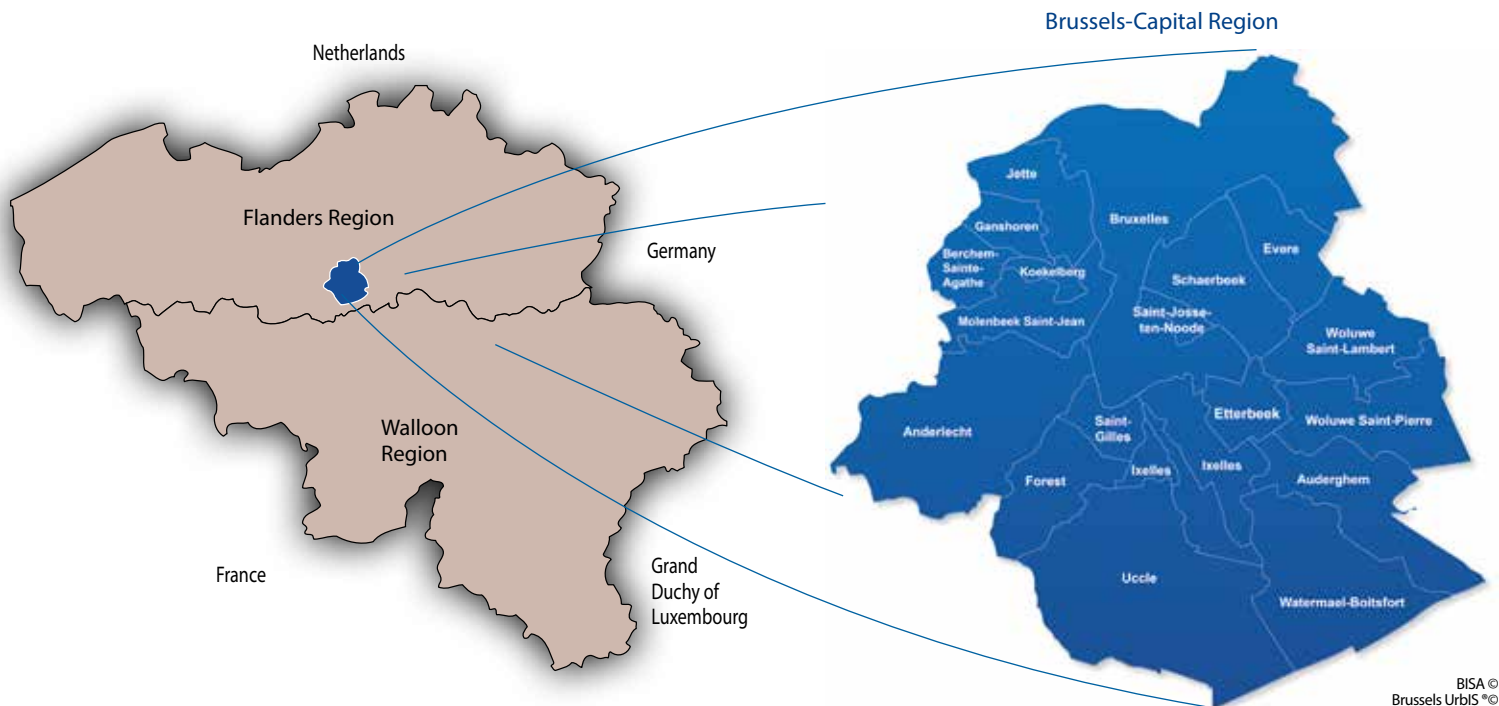 Brussels-Capital Region
Netherlands
Flanders Region
Germany
Walloon
Region
France
Grand
Duchy of
Luxembourg
Jette
Ganshoren
Bruxelles
Evere
Berchem-
Sainte-
Agathe
Koekelberg
Schaerbeek
Molenbeek Saint-Jean
Saint-Josse-
ten-Noode
Woluwe
Saint-Lambert
Anderlecht
Saint-
Gilles
Etterbeek
Woluwe Saint-Pierre
Forest
Ixelles
Ixelles
Auderghem
Uccle
Watermael-Boitsfort
BISA ©
Brussels UrbIS ®©